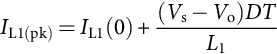 I_{L1(pk)} = I_{L1}(0) + \frac{(V_s - V_o)DT}{L_1}